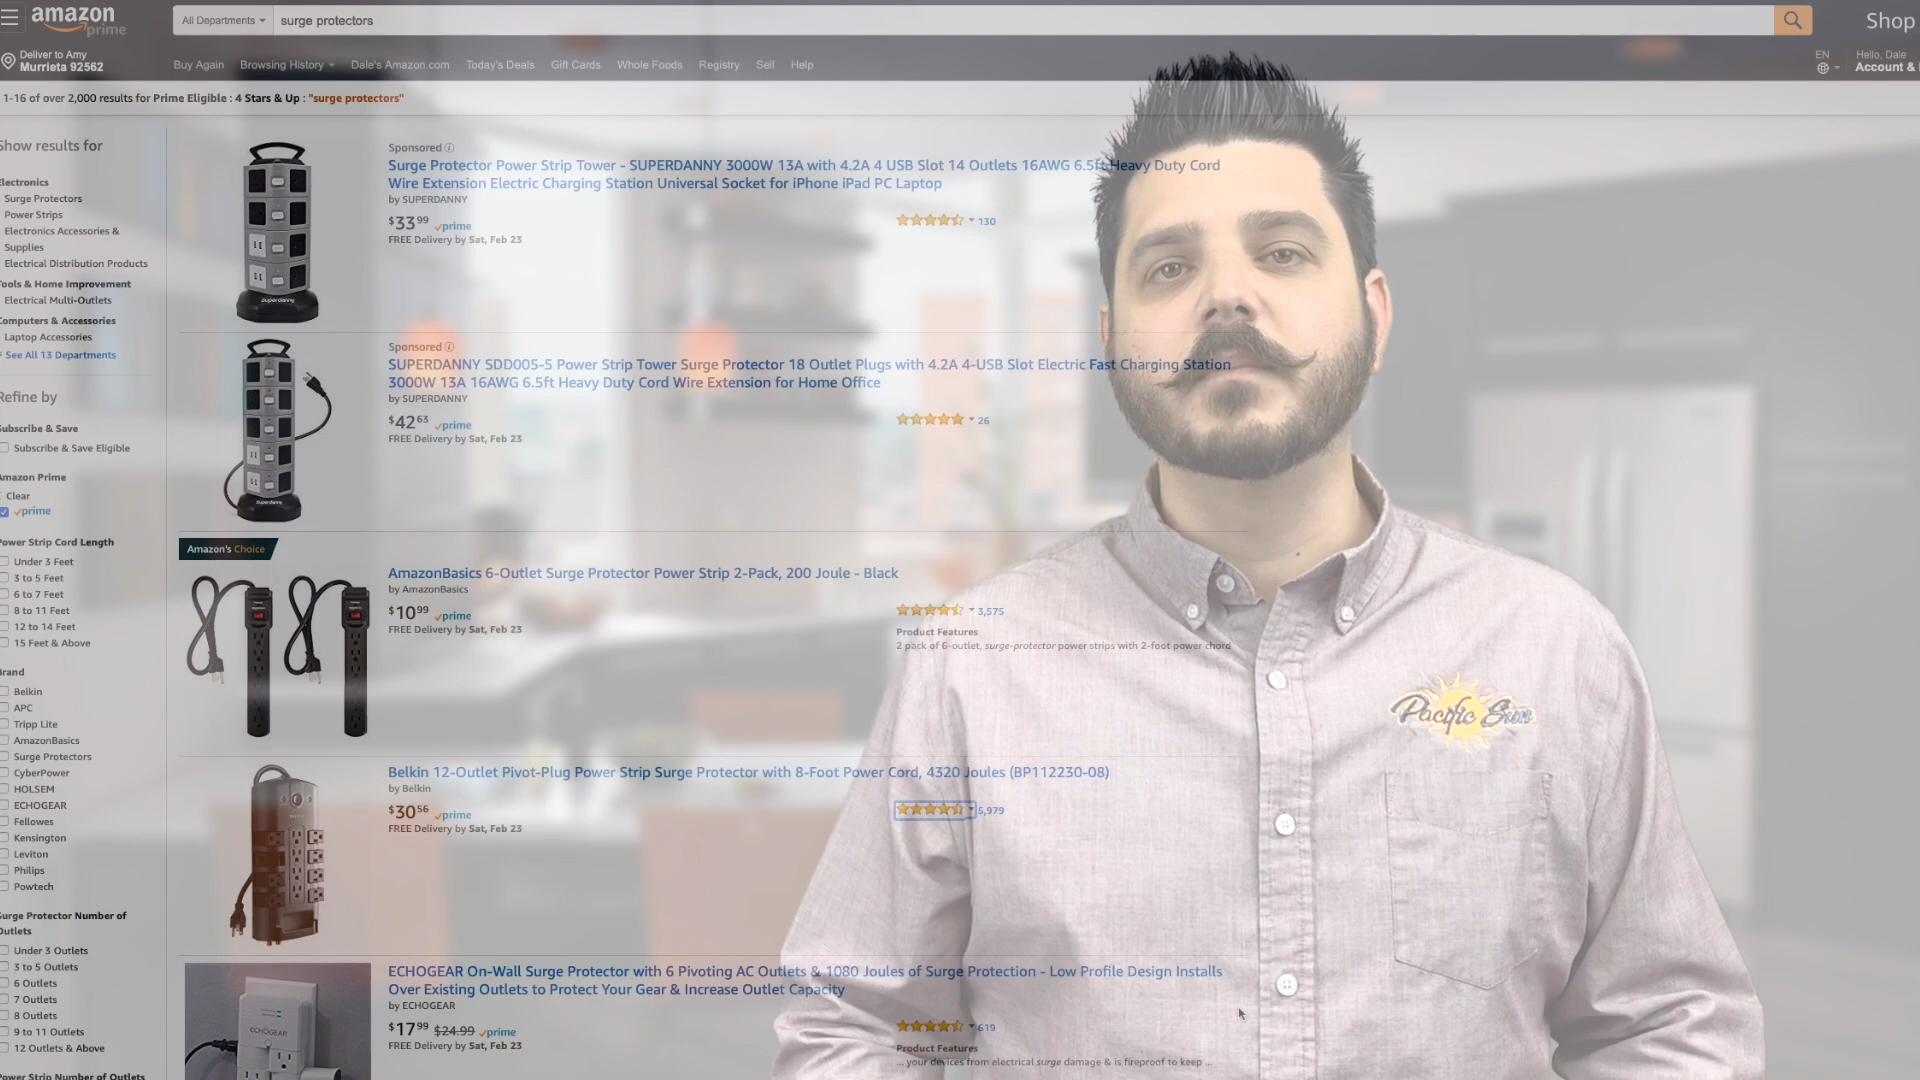 amazon
prime
All Departments
surge protectors
Shop
Deliver to Amy
Murrieta 92562
Buy Again
Browsing History
Dale's Amazon.com
Today's Deals
Gift Cards
Whole Foods
Registry
Sell
Help
EN
Hello, Dale
Account &
1-16 of over 2,000 results for Prime Eligible : 4 Stars & Up : "surge protectors"
Show results for
Electronics
Surge Protectors
Power Strips
Electronics Accessories &
Supplies
Electrical Distribution Products
Tools & Home Improvement
Electrical Multi-Outlets
Computers & Accessories
Laptop Accessories
See All 13 Departments
Refine by
Subscribe & Save
Subscribe & Save Eligible
Amazon Prime
Clear
prime
Power Strip Cord Length
Under 3 Feet
3 to 5 Feet
6 to 7 Feet
8 to 11 Feet
12 to 14 Feet
15 Feet & Above
Brand
Belkin
APC
Tripp Lite
AmazonBasics
Surge Protectors
CyberPower
HOLSEM
ECHOGEAR
Fellowes
Kensington
Leviton
Philips
Powtech
Surge Protector Number of
Outlets
Under 3 Outlets
3 to 5 Outlets
6 Outlets
7 Outlets
8 Outlets
9 to 11 Outlets
12 Outlets & Above
Power Strip Number of Outlets
Sponsored
Surge Protector Power Strip Tower - SUPERDANNY 3000W 13A with 4.2A 4 USB Slot 14 Outlets 16AWG 6.5ft Heavy Duty Cord
Wire Extension Electric Charging Station Universal Socket for iPhone iPad PC Laptop
by SUPERDANNY
$33 99 prime
130
FREE Delivery by Sat, Feb 23
Superdanny
Sponsored
SUPERDANNY SDD005-5 Power Strip Tower Surge Protector 18 Outlet Plugs with 4.2A 4-USB Slot Electric Fast Charging Station
3000W 13A 16AWG 6.5ft Heavy Duty Cord Wire Extension for Home Office
by SUPERDANNY
$42 63 prime
26
FREE Delivery by Sat, Feb 23
Superdanny
Amazon's Choice
AmazonBasics 6-Outlet Surge Protector Power Strip 2-Pack, 200 Joule - Black
by AmazonBasics
$10 99 prime
3,575
FREE Delivery by Sat, Feb 23
Product Features
2 pack of 6-outlet, surge-protector power strips with 2-foot power chord
Pacific Sun
Belkin 12-Outlet Pivot-Plug Power Strip Surge Protector with 8-Foot Power Cord, 4320 Joules (BP112230-08)
by Belkin
$30 56 prime
5,979
FREE Delivery by Sat, Feb 23
ECHOGEAR On-Wall Surge Protector with 6 Pivoting AC Outlets & 1080 Joules of Surge Protection - Low Profile Design Installs
Over Existing Outlets to Protect Your Gear & Increase Outlet Capacity
by ECHOGEAR
ECHOGEAR
$17 99 $24.99 prime
619
FREE Delivery by Sat, Feb 23
Product Features
... your devices from electrical surge damage & is fireproof to keep ...